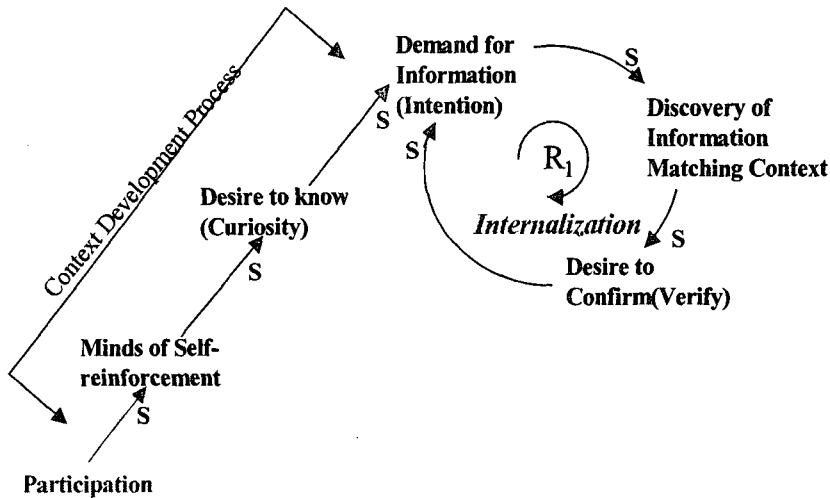 Demand for
Information
(Intention)
S
Discovery of
Information
Matching Context
S
R1
Internalization
Desire to
Confirm(Verify)
S
S
Desire to know
(Curiosity)
S
Context Development Process
Minds of Self-
reinforcement
S
Participation